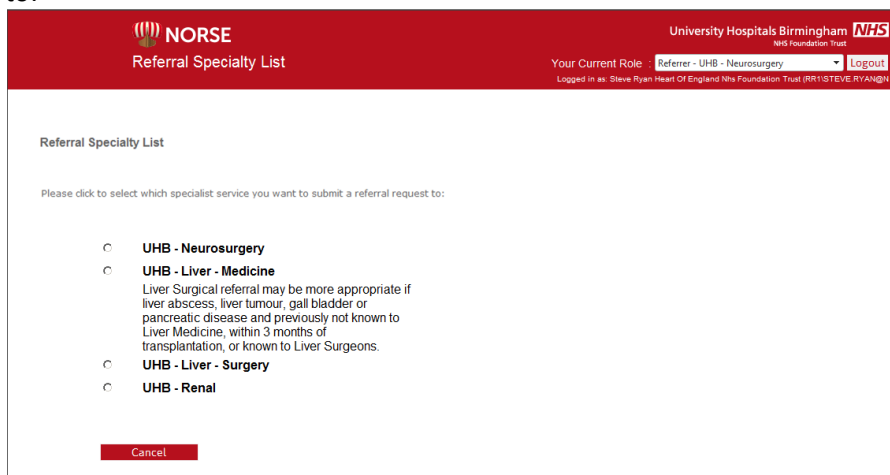 NORSE
University Hospitals Birmingham NHS
NHS Foundation Trust
Referral Specialty List
Your Current Role : Referrer - UHB - Neurosurgery Logout
Logged in as: Steve Ryan Heart Of England Nhs Foundation Trust (RR1\STEVE.RYAN@N
Referral Specialty List
Please click to select which specialist service you want to submit a referral request to:
UHB - Neurosurgery
UHB - Liver - Medicine
Liver Surgical referral may be more appropriate if
liver abscess, liver tumour, gall bladder or
pancreatic disease and previously not known to
Liver Medicine, within 3 months of
transplantation, or known to Liver Surgeons.
UHB - Liver - Surgery
UHB - Renal
Cancel